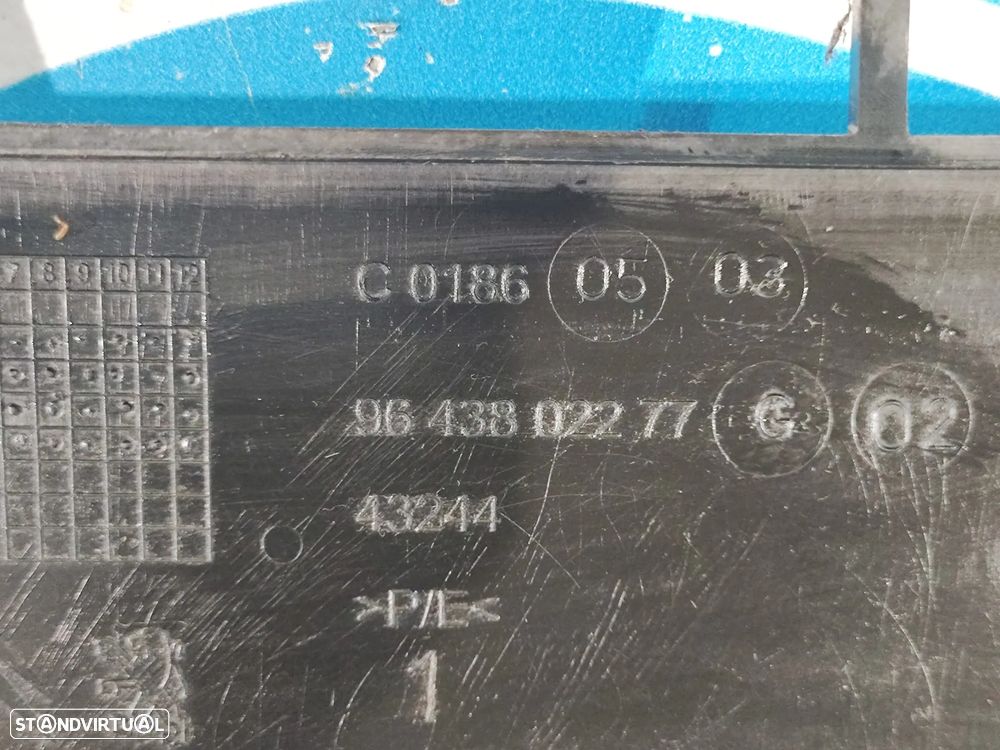 7 8 9 10 11 12
C 0186 05 03
96 438 022 77 G 02
43244
>P/E<
1
STANDVIRTUAL